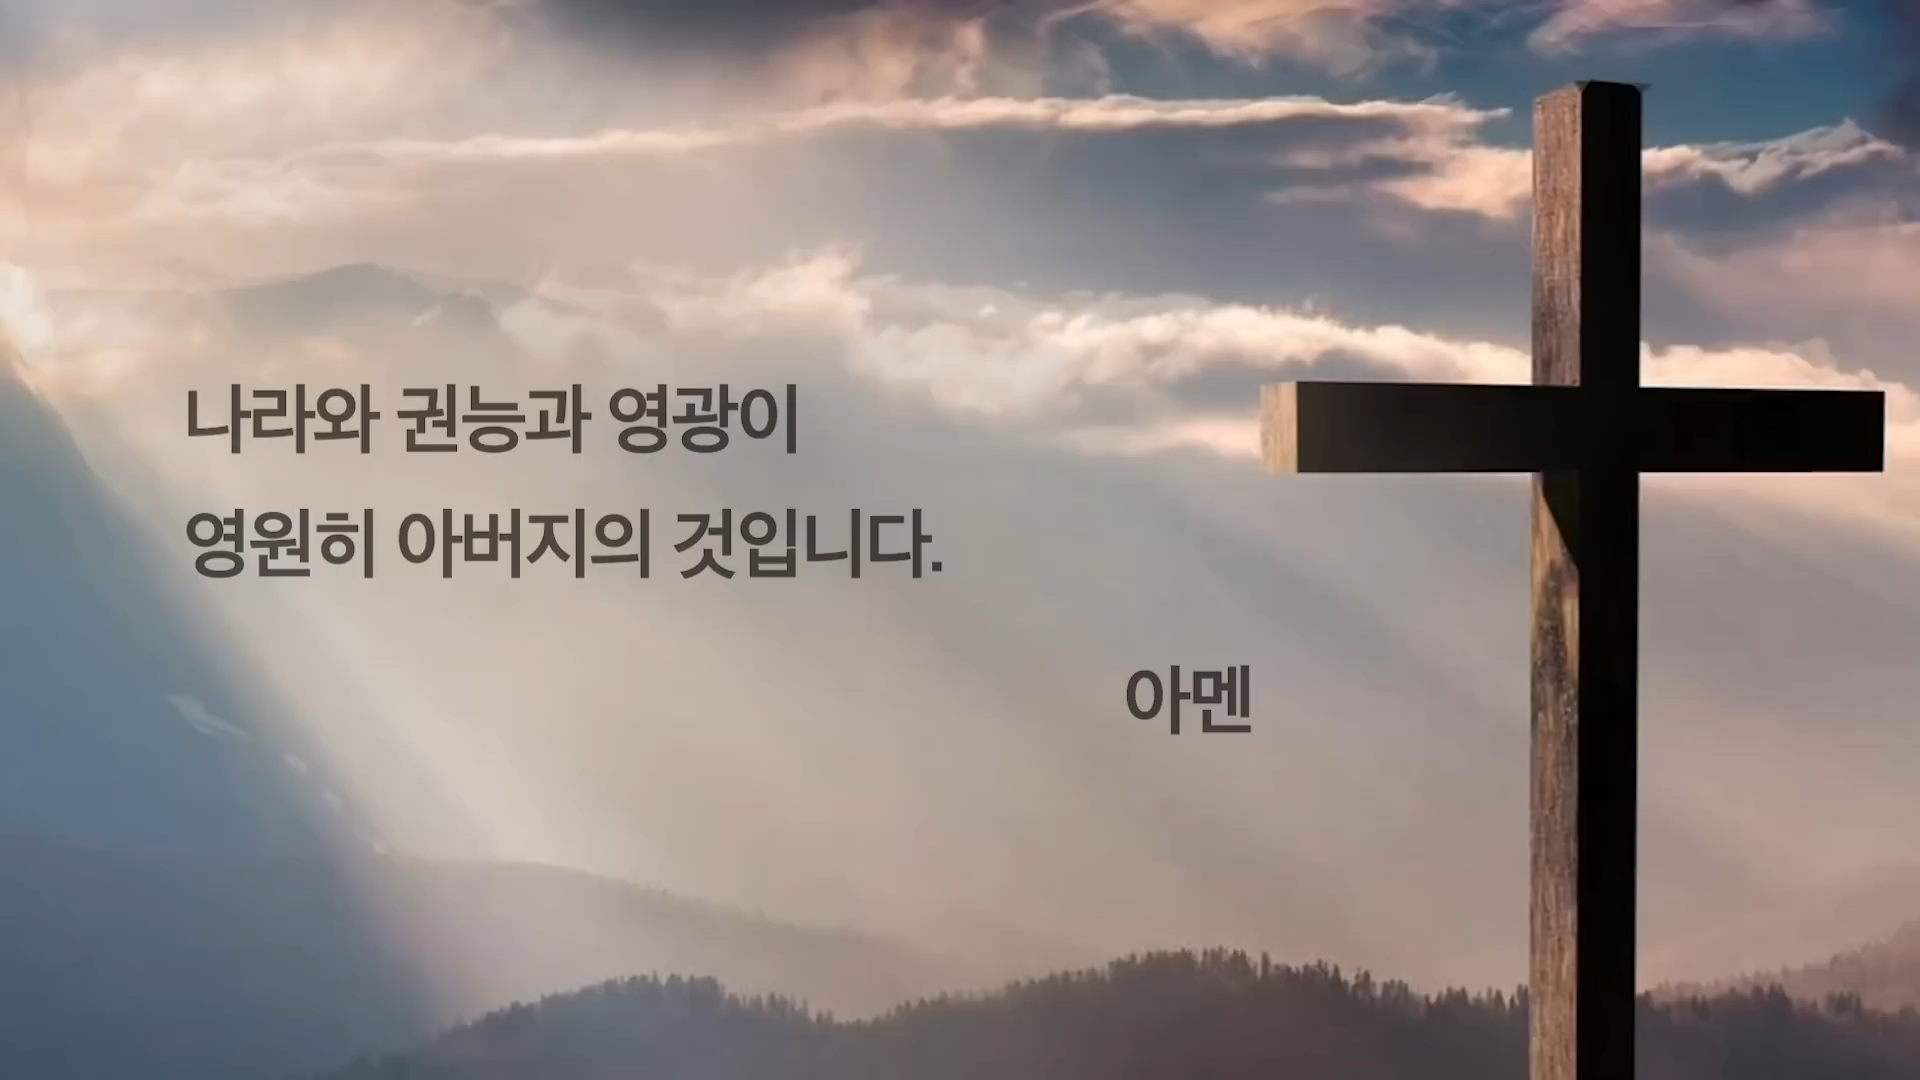 나라와 권능과 영광이
영원히 아버지의 것입니다.
아멘